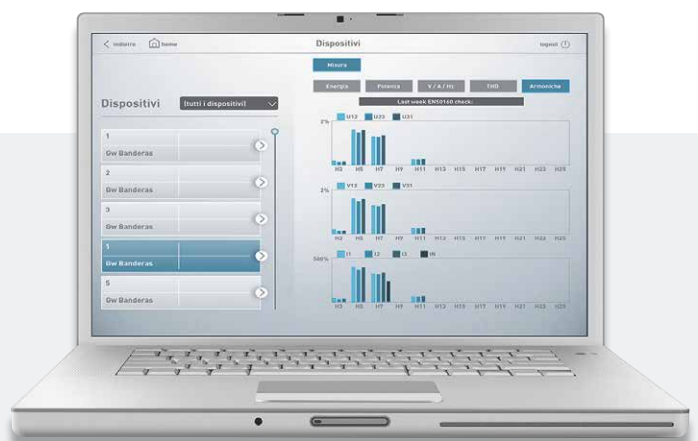 indietro
home
Dispositivi
logout
Misura
Energia
Potenza
V / A / Hz
THD
Armoniche
Dispositivi
(tutti i dispositivi)
Last week EN50160 check:
1
Gw Banderas
2
Gw Banderas
3
Gw Banderas
1
Gw Banderas
5
Gw Banderas
U12 U23 U31
2%
H3 H5 H7 H9 H11 H13 H15 H17 H19 H21 H23 H25
V12 V23 V31
2%
H3 H5 H7 H9 H11 H13 H15 H17 H19 H21 H23 H25
I1 I2 I3 IN
500%
H3 H5 H7 H9 H11 H13 H15 H17 H19 H21 H23 H25